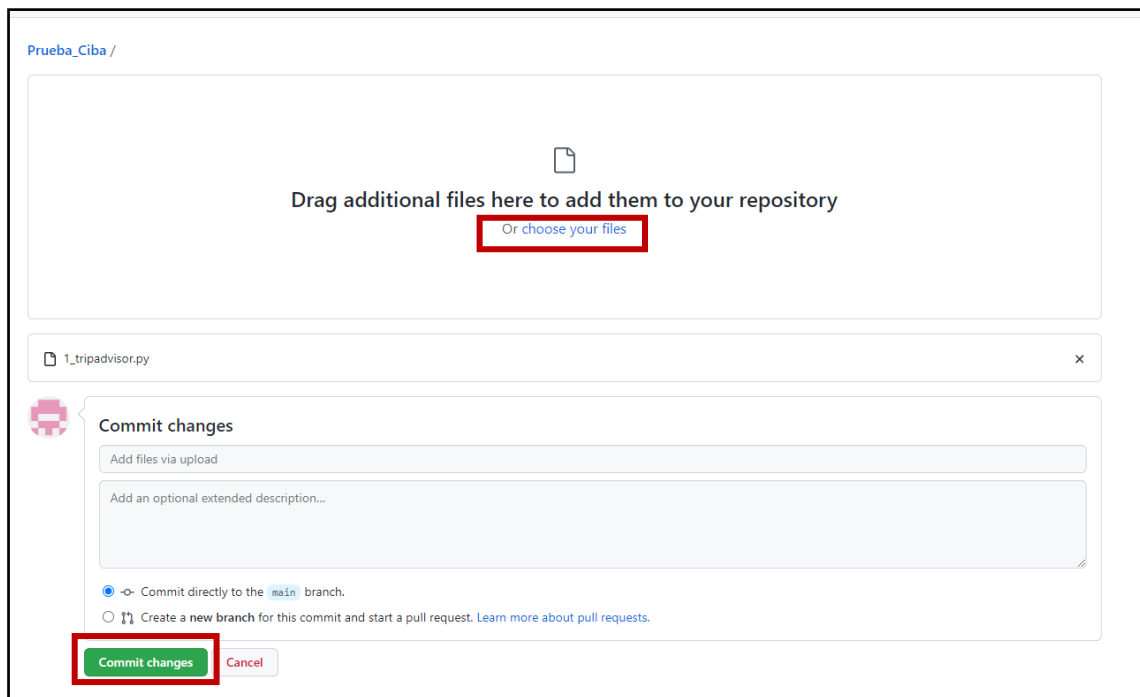 Prueba_Ciba /
Drag additional files here to add them to your repository
Or choose your files
1_tripadvisor.py
Commit changes
Add files via upload
Add an optional extended description...
Commit directly to the main branch.
Create a new branch for this commit and start a pull request. Learn more about pull requests.
Commit changes Cancel